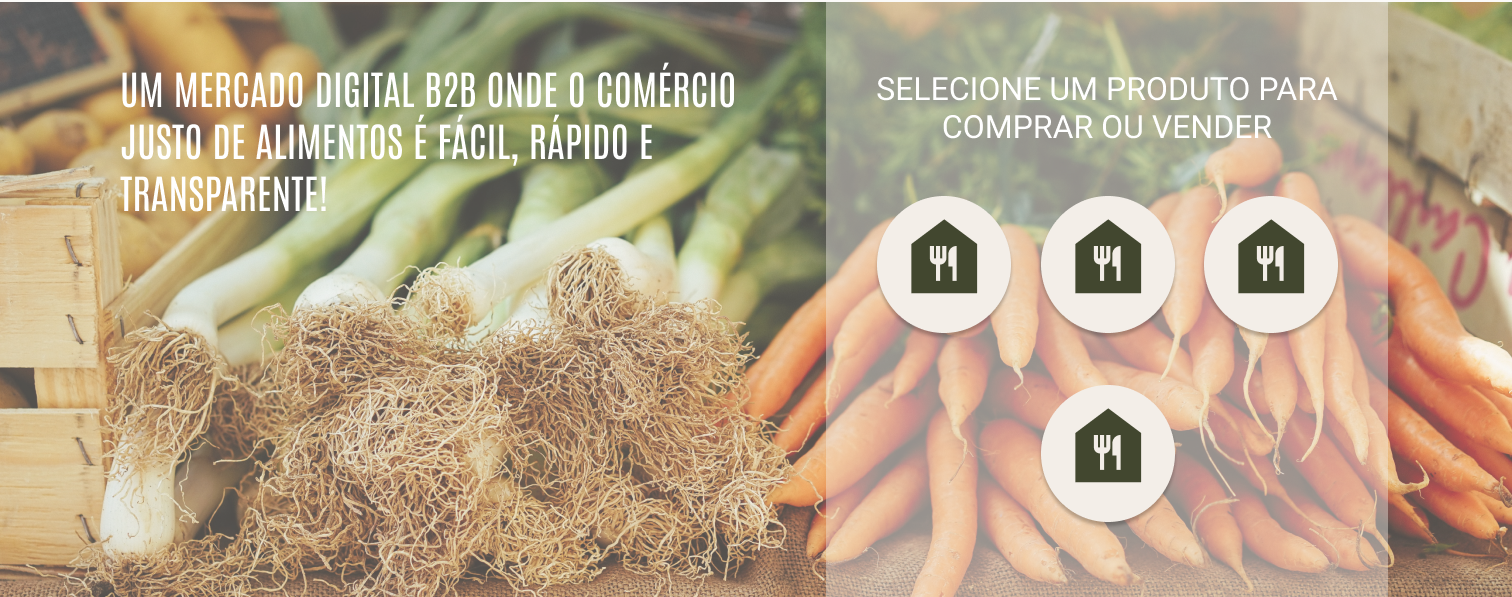 UM MERCADO DIGITAL B2B ONDE O COMÉRCIO
JUSTO DE ALIMENTOS É FÁCIL, RÁPIDO E
TRANSPARENTE!
SELECIONE UM PRODUTO PARA
COMPRAR OU VENDER